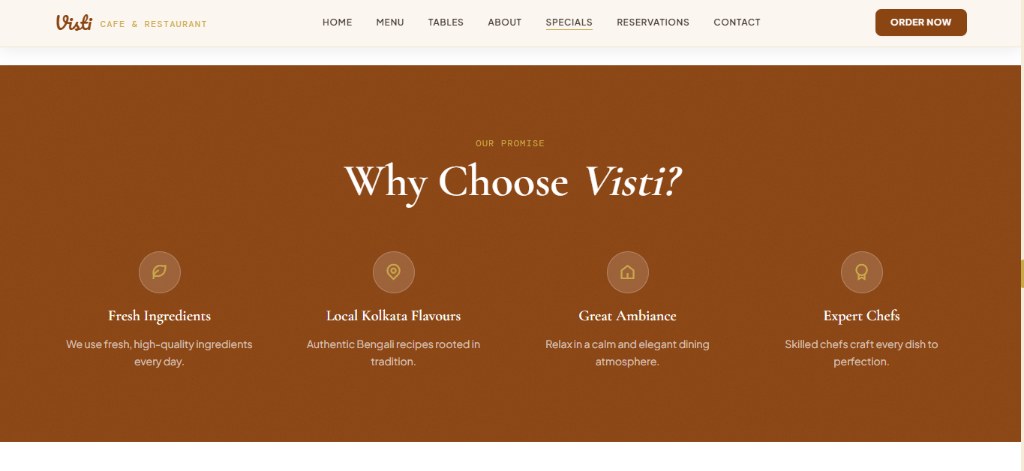 Visti CAFE & RESTAURANT HOME MENU TABLES ABOUT SPECIALS RESERVATIONS CONTACT ORDER NOW
OUR PROMISE
Why Choose Visti?
Fresh Ingredients
We use fresh, high-quality ingredients
every day.
Local Kolkata Flavours
Authentic Bengali recipes rooted in
tradition.
Great Ambiance
Relax in a calm and elegant dining
atmosphere.
Expert Chefs
Skilled chefs craft every dish to
perfection.